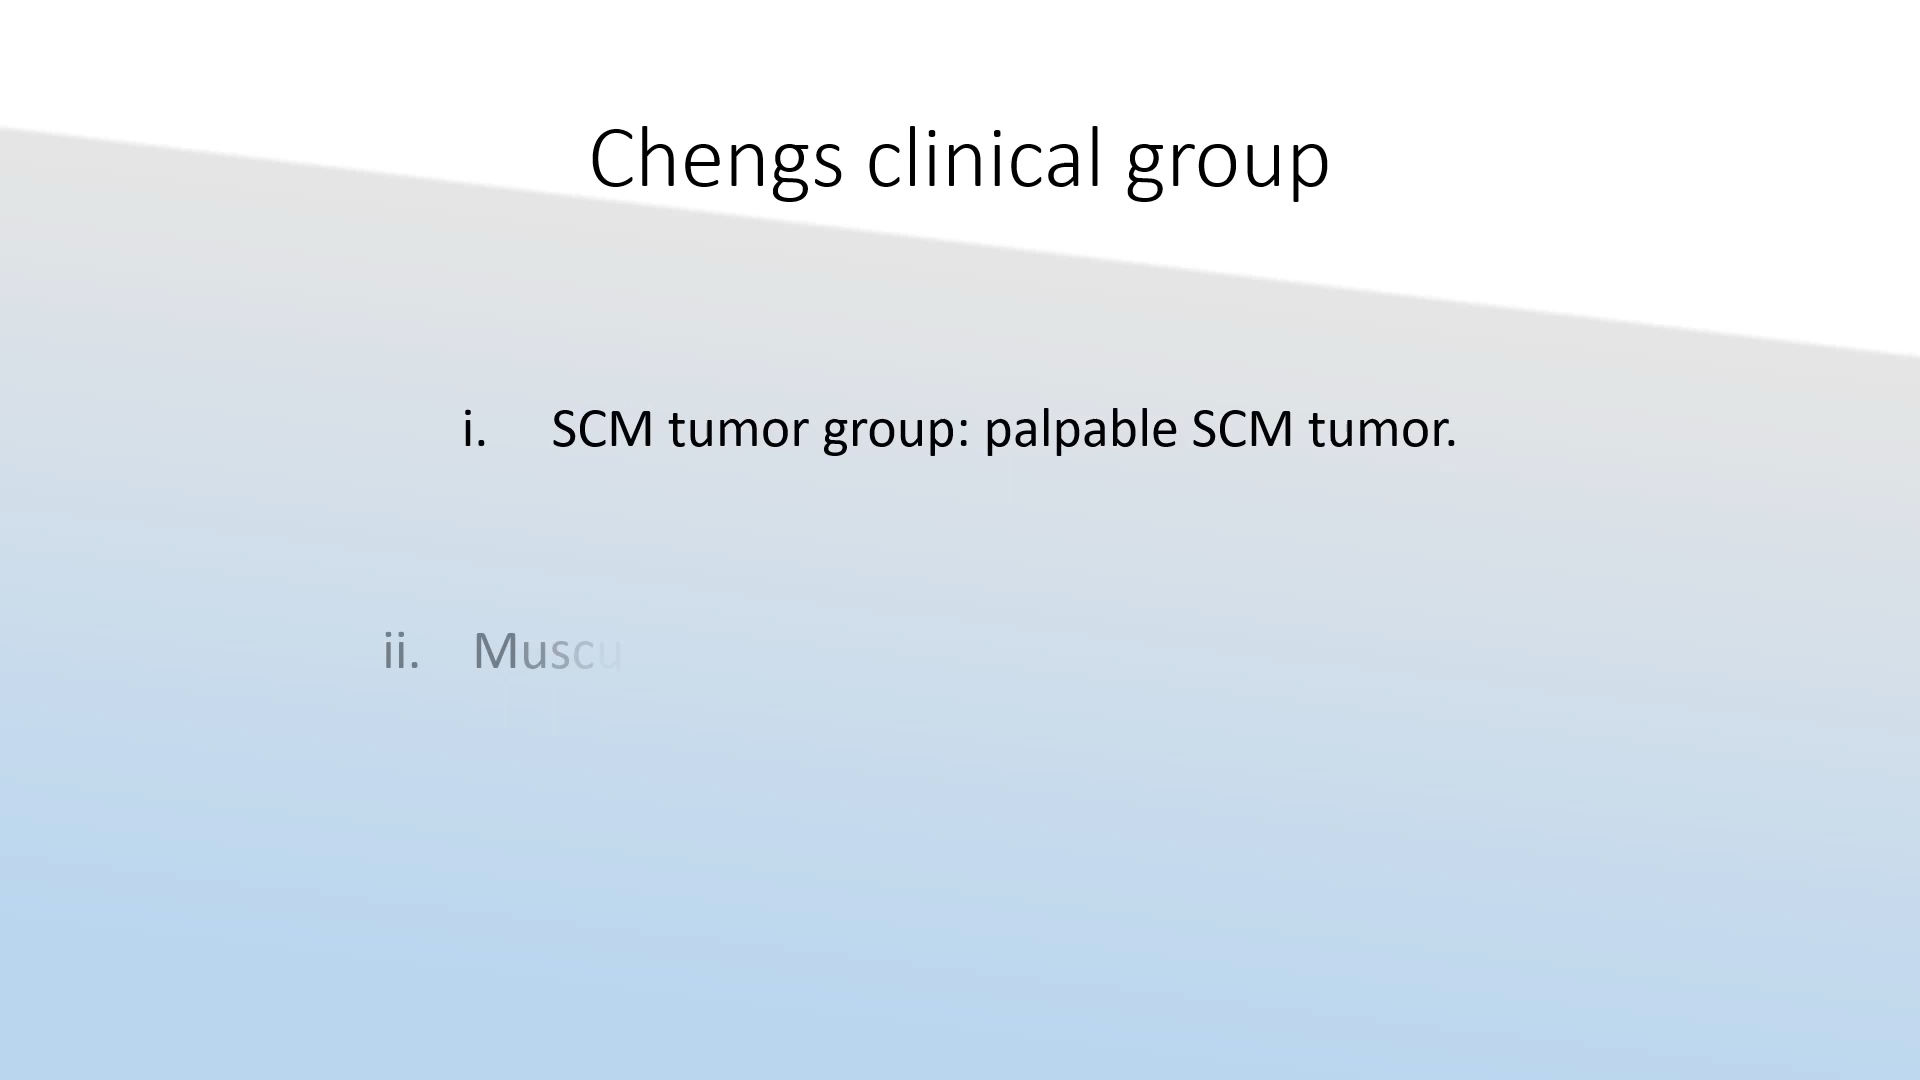 Chengs clinical group
i. SCM tumor group: palpable SCM tumor.
ii. Muscu